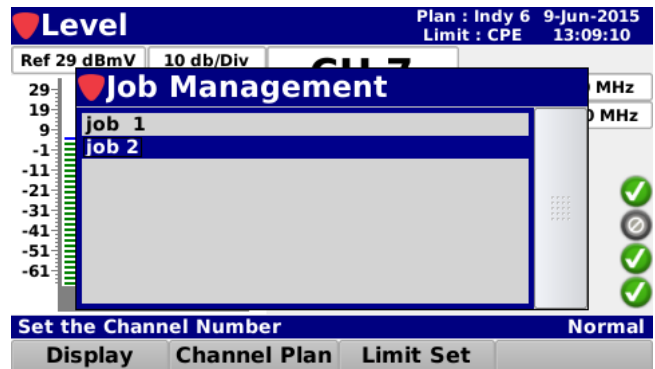 Level
Plan : Indy 6 9-Jun-2015
Limit : CPE 13:09:10
Ref 29 dBmV 10 db/Div
Job Management
MHz
MHz
job 1
job 2
29
19
9
-1
-11
-21
-31
-41
-51
-61
Set the Channel Number Normal
Display Channel Plan Limit Set